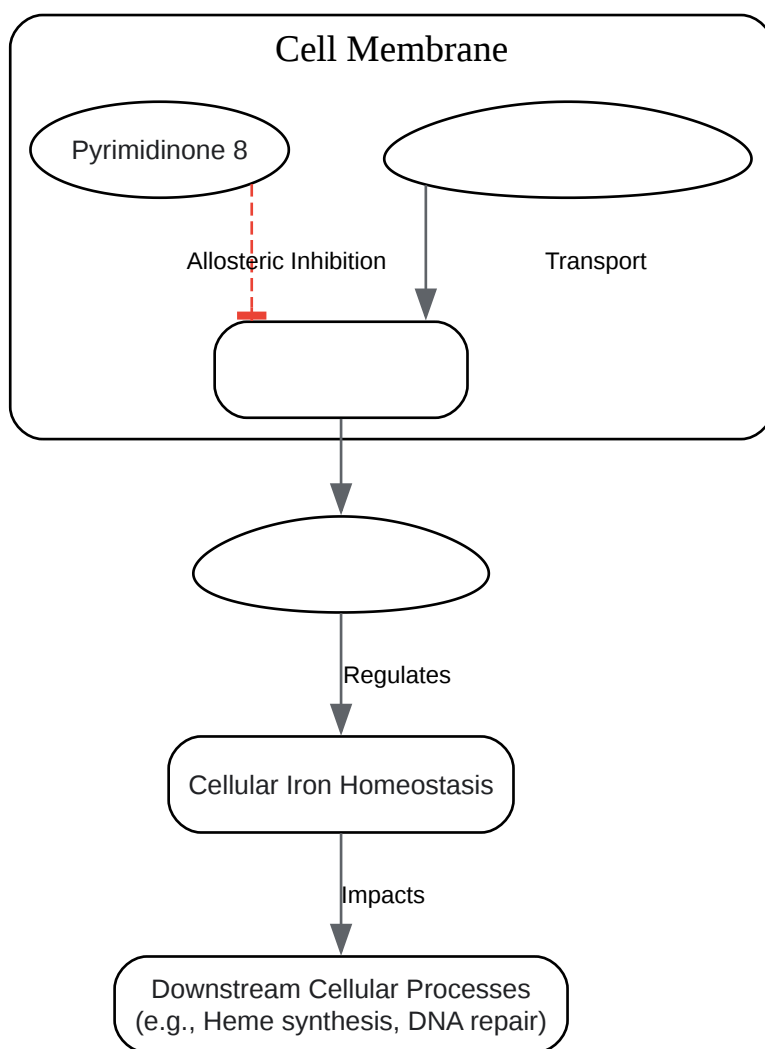 Cell Membrane
Pyrimidinone 8
Allosteric Inhibition
Transport
Regulates
Cellular Iron Homeostasis
Impacts
Downstream Cellular Processes
(e.g., Heme synthesis, DNA repair)